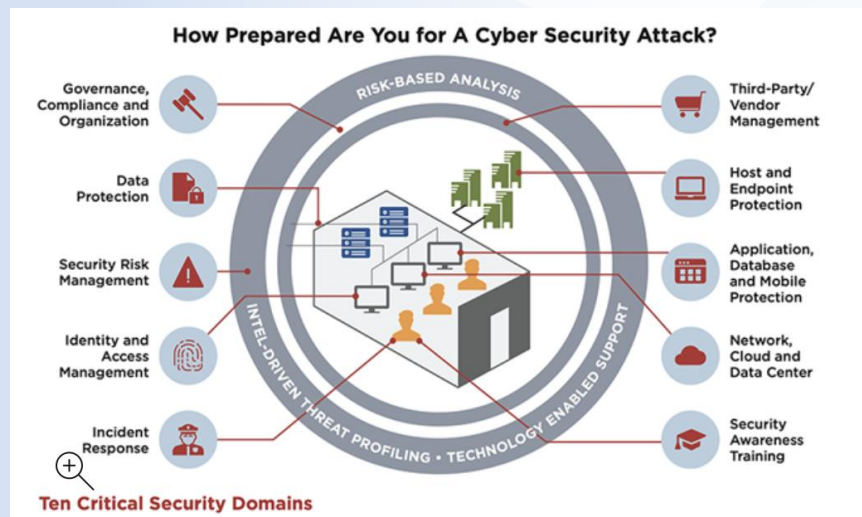 How Prepared Are You for A Cyber Security Attack?
RISK-BASED ANALYSIS
Governance,
Compliance and
Organization
Data
Protection
Security Risk
Management
Identity and
Access
Management
Incident
Response
Third-Party/
Vendor
Management
Host and
Endpoint
Protection
Application,
Database
and Mobile
Protection
Network,
Cloud and
Data Center
Security
Awareness
Training
INTEL-DRIVEN THREAT PROFILING • TECHNOLOGY ENABLED SUPPORT
Ten Critical Security Domains